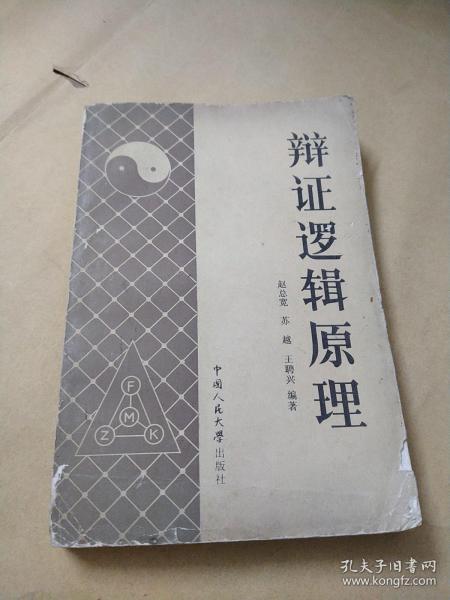 辩证逻辑原理
赵总宽 苏越 王聘兴 编著
中国人民大学出版社
F
M
Z
K
孔夫子旧书网
www.kongfz.com